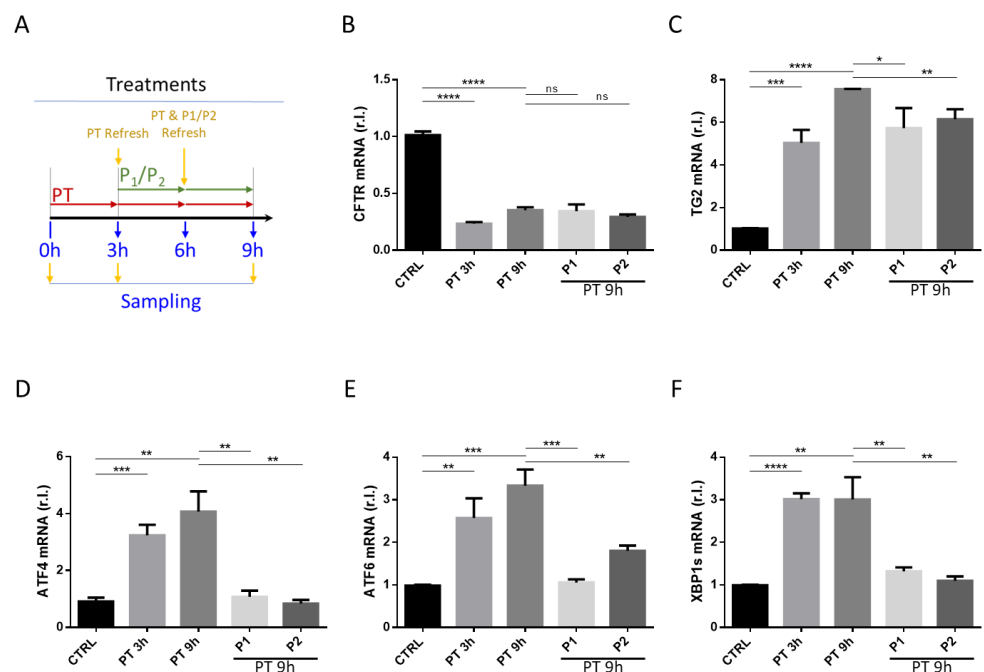 A
Treatments
PT & P1/P2
Refresh
PT Refresh
P₁/P₂
PT
0h 3h 6h 9h
Sampling
B
CFTR mRNA (r.l.)
1.5
1.0
0.5
0.0
****
****
ns
ns
CTRL
PT 3h
PT 9h
P1
P2
PT 9h
C
TG2 mRNA (r.l.)
8
6
4
2
0
****
***
*
**
CTRL
PT 3h
PT 9h
P1
P2
PT 9h
D
ATF4 mRNA (r.l.)
6
4
2
0
**
***
**
**
CTRL
PT 3h
PT 9h
P1
P2
PT 9h
E
ATF6 mRNA (r.l.)
4
3
2
1
0
***
**
***
**
CTRL
PT 3h
PT 9h
P1
P2
PT 9h
F
XBP1s mRNA (r.l.)
4
3
2
1
0
**
****
**
**
CTRL
PT 3h
PT 9h
P1
P2
PT 9h